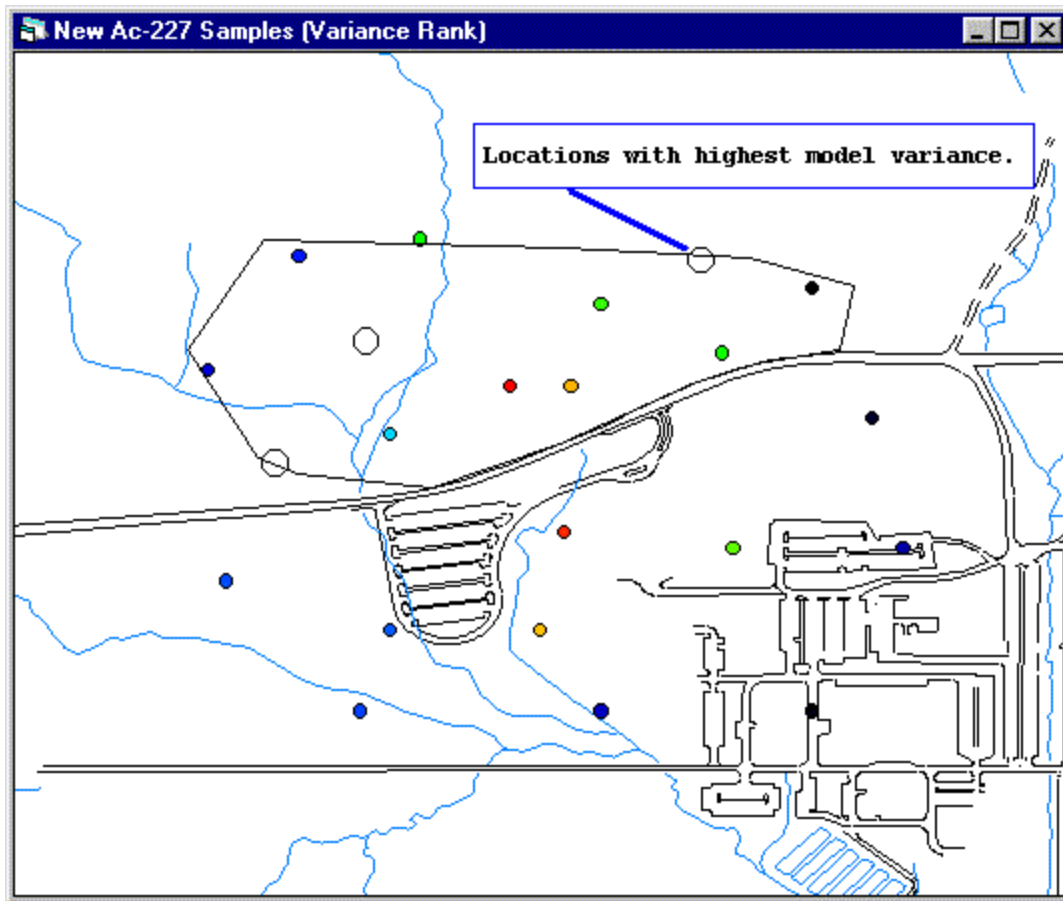 New Ac-227 Samples (Variance Rank)
Locations with highest model variance.